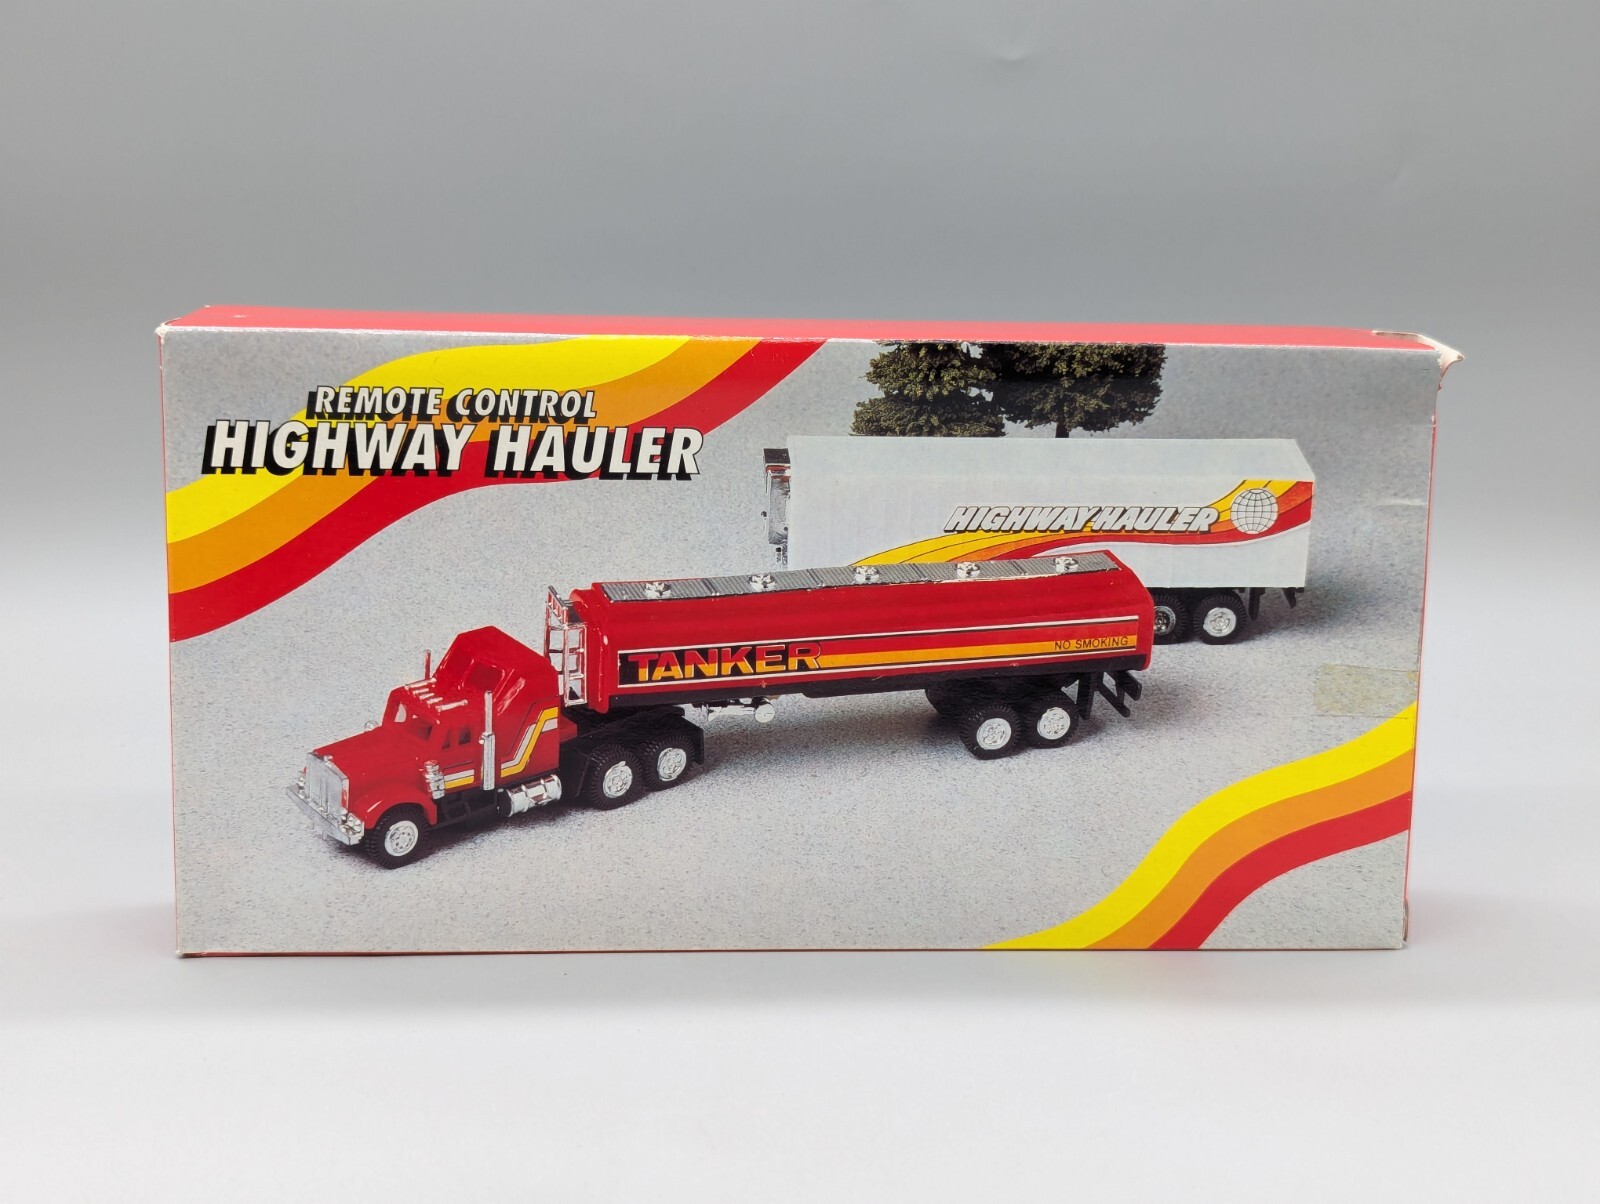 REMOTE CONTROL
HIGHWAY HAULER
HIGHWAY HAULER
TANKER
NO SMOKING